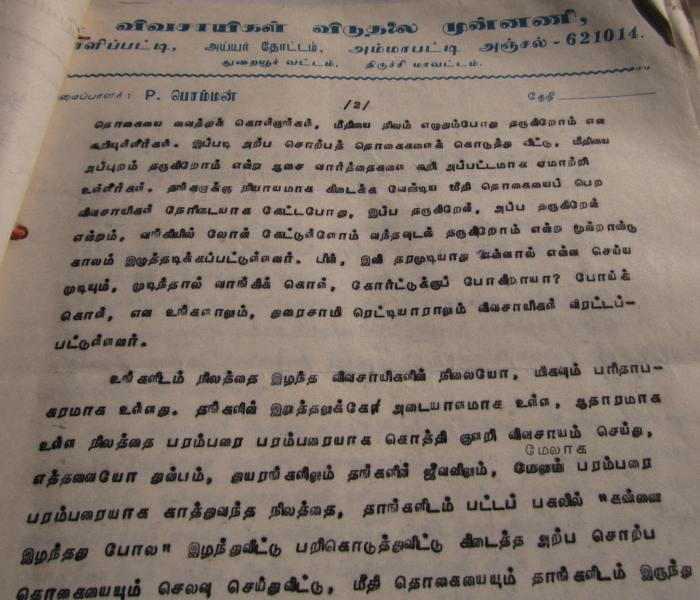 விவசாயிகள் விடுதலை முன்னணி,
ளிப்பட்டி, அய்யர் தோட்டம், அம்மாபட்டி அஞ்சல் - 621014.
துறையூர் வட்டம், திருச்சி மாவட்டம்.
மைப்பாளர் : P. பொம்மன் தேதி
/2/
தொகையை வைத்துக் கொள்ளுங்கள், மீதியை நிலம் எழுதும்போது தருகிறோம் என
கூறியுள்ளீர்கள். இப்படி அற்ப சொற்பத் தொகைகளைக் கொடுத்து விட்டு, மீதியை
அப்புறம் தருகிறோம் என்ற ஆசை வார்த்தைகளை கூறி அப்பட்டமாக ஏமாற்றி
உள்ளீர்கள். தங்களுக்கு நியாயமாக கிடைக்க வேண்டிய மீதி தொகையைப் பெற
விவசாயிகள் நேரிடையாக கேட்டபோது, இப்ப தருகிறேன், அப்ப தருகிறேன்
என்றும், வங்கியில் லோன் கேட்டுள்ளோம் வந்தவுடன் தருகிறோம் என்ற மூன்றாண்டு
காலம் இழுத்தடிக்கப்பட்டுள்ளனர். பின், இனி தரமுடியாது என்னால் என்ன செய்ய
முடியும், முடிந்தால் வாங்கிக் கொள், கோர்ட்டுக்குப் போகிறாயா? போய்க்
கொள், என உங்களாலும், துரைசாமி ரெட்டியாராலும் விவசாயிகள் விரட்டப்-
பட்டுள்ளனர்.
உங்களிடம் நிலத்தை இழந்த விவசாயிகளின் நிலையோ, மிகவும் பரிதாப-
கரமாக உள்ளது. தங்களின் இருத்தலுக்கே அடையாளமாக உள்ள, ஆதாரமாக
உள்ள நிலத்தை பரம்பரை பரம்பரையாக கொத்தி குளறி விவசாயம் செய்து,
எத்தனையோ துன்பம், துயரங்களிலும் தங்களின் ஜீவனிலும், மேலாக பரம்பரை
பரம்பரையாக காத்துவந்த நிலத்தை, தாங்களிடம் பட்டப் பகலில் "கண்ணை
இழந்தது போல" இழந்துவிட்டு பறிகொடுத்துவிட்டு கிடைத்த அற்ப சொற்ப
தொகையையும் செலவு செய்துவிட்டு, மீதி தொகையையும் தாங்களிடம் இருந்து